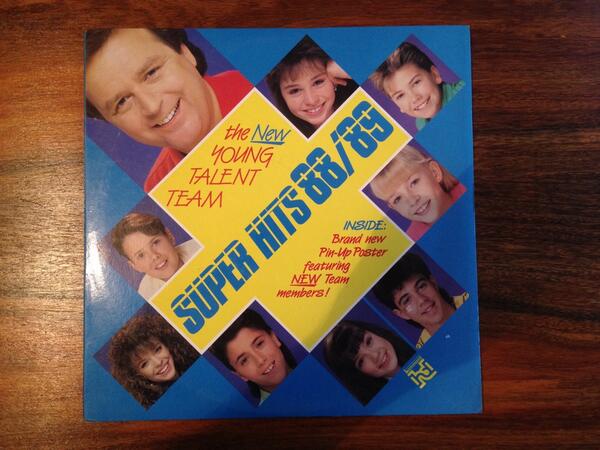 the New
YOUNG
TALENT
TEAM
SUPER HITS 88/89
INSIDE:
Brand new
Pin-Up Poster
featuring
NEW Team
members!